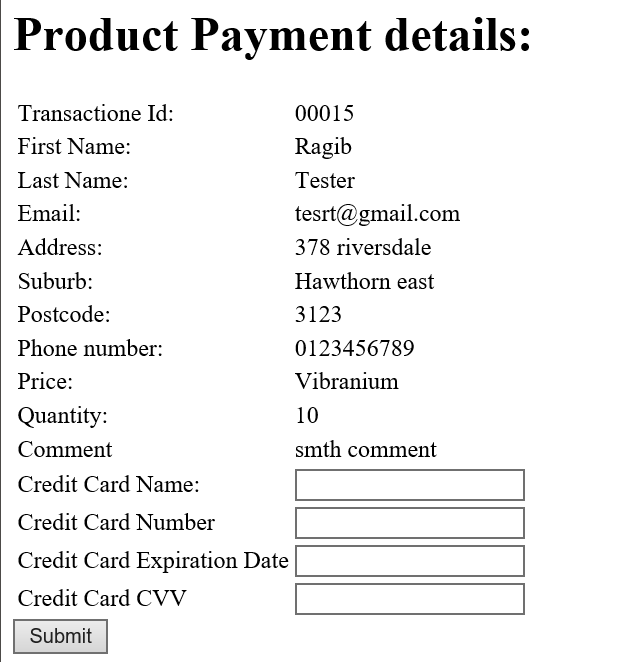 Product Payment details:
Transactione Id: 00015
First Name: Ragib
Last Name: Tester
Email: tesrt@gmail.com
Address: 378 riversdale
Suburb: Hawthorn east
Postcode: 3123
Phone number: 0123456789
Price: Vibranium
Quantity: 10
Comment smth comment
Credit Card Name:
Credit Card Number
Credit Card Expiration Date
Credit Card CVV
Submit